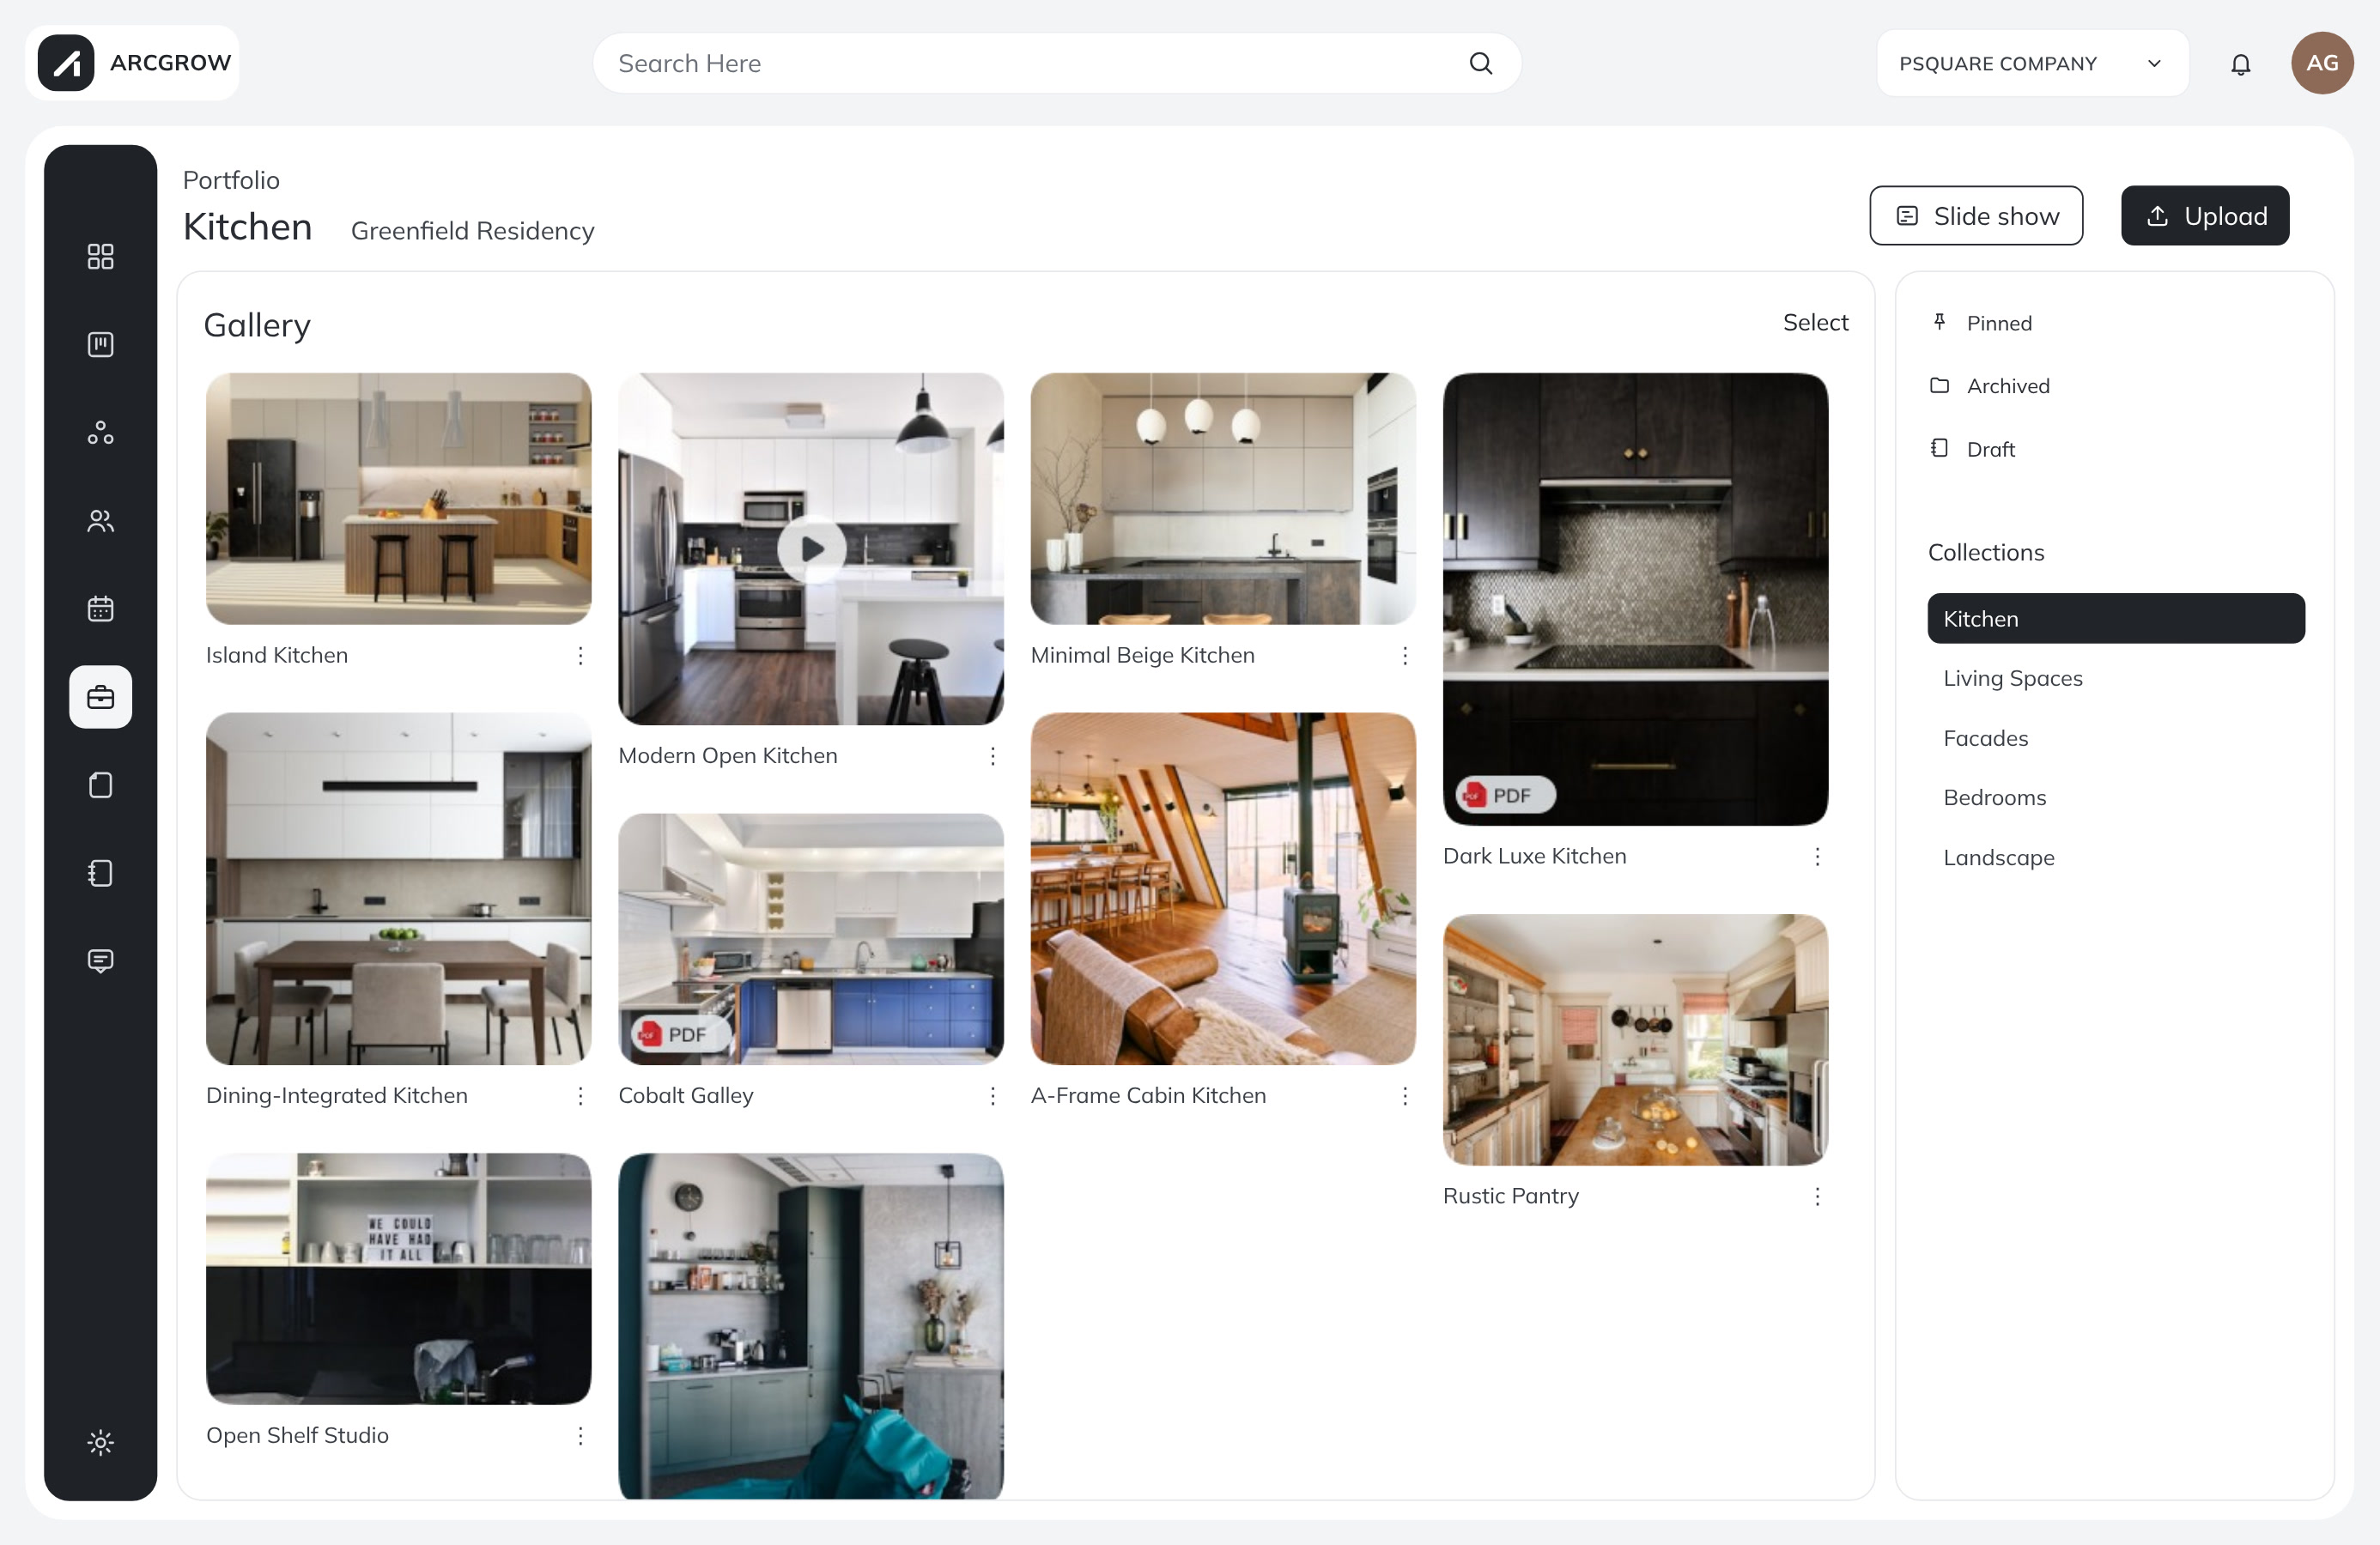 ARCGROW
Search Here
PSQUARE COMPANY
AG
Portfolio
Kitchen
Greenfield Residency
Slide show
Upload
Gallery
Select
Island Kitchen
Modern Open Kitchen
Minimal Beige Kitchen
PDF
Dark Luxe Kitchen
Dining-Integrated Kitchen
PDF
Cobalt Galley
A-Frame Cabin Kitchen
Rustic Pantry
WE COULD
HAVE HAD
IT ALL
Open Shelf Studio
Pinned
Archived
Draft
Collections
Kitchen
Living Spaces
Facades
Bedrooms
Landscape